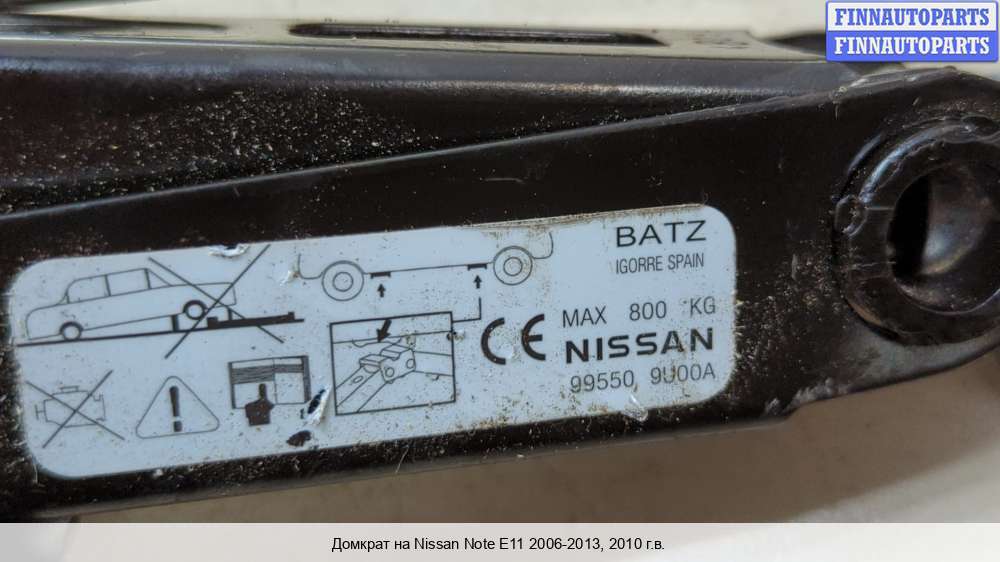 FINNAUTOPARTS
FINNAUTOPARTS
BATZ
IGORRE SPAIN
MAX 800 KG
CE
NISSAN
99550 9U00A
Домкрат на Nissan Note E11 2006-2013, 2010 г.в.